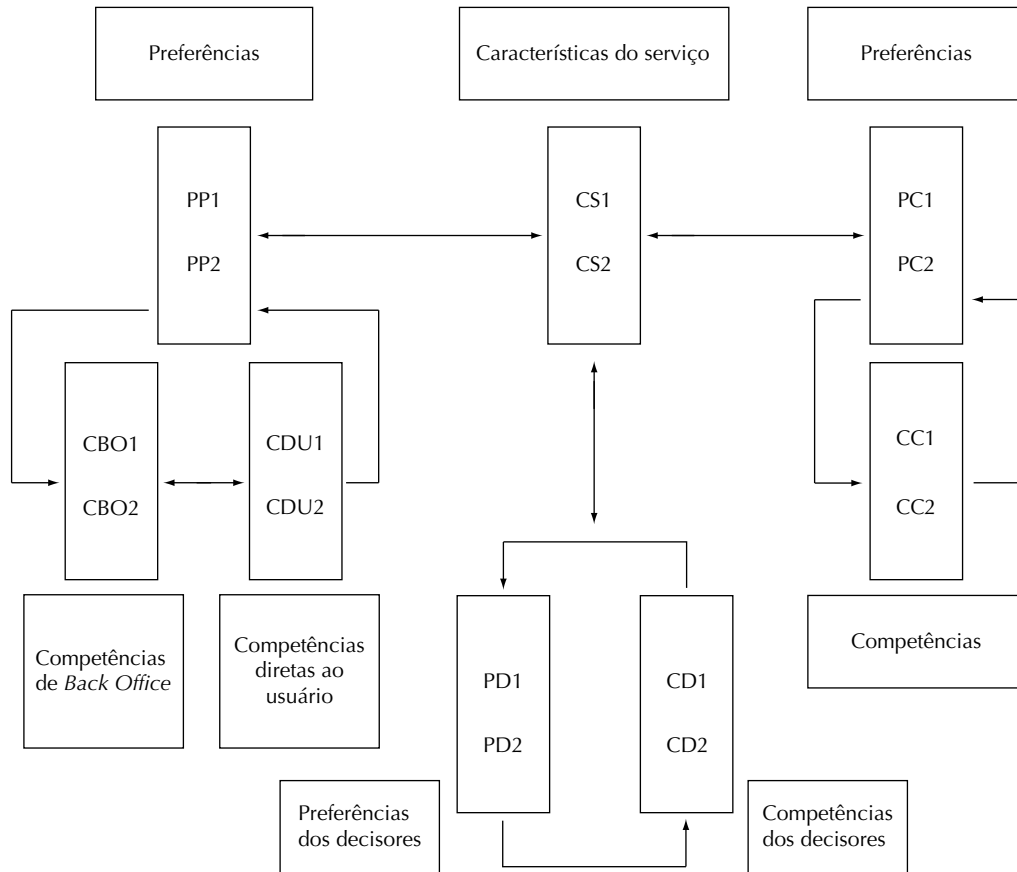 Preferências
Características do serviço
Preferências
PP1
PP2
CS1
CS2
PC1
PC2
CBO1
CBO2
CDU1
CDU2
CC1
CC2
Competências
de Back Office
Competências
diretas ao
usuário
Competências
PD1
PD2
CD1
CD2
Preferências
dos decisores
Competências
dos decisores